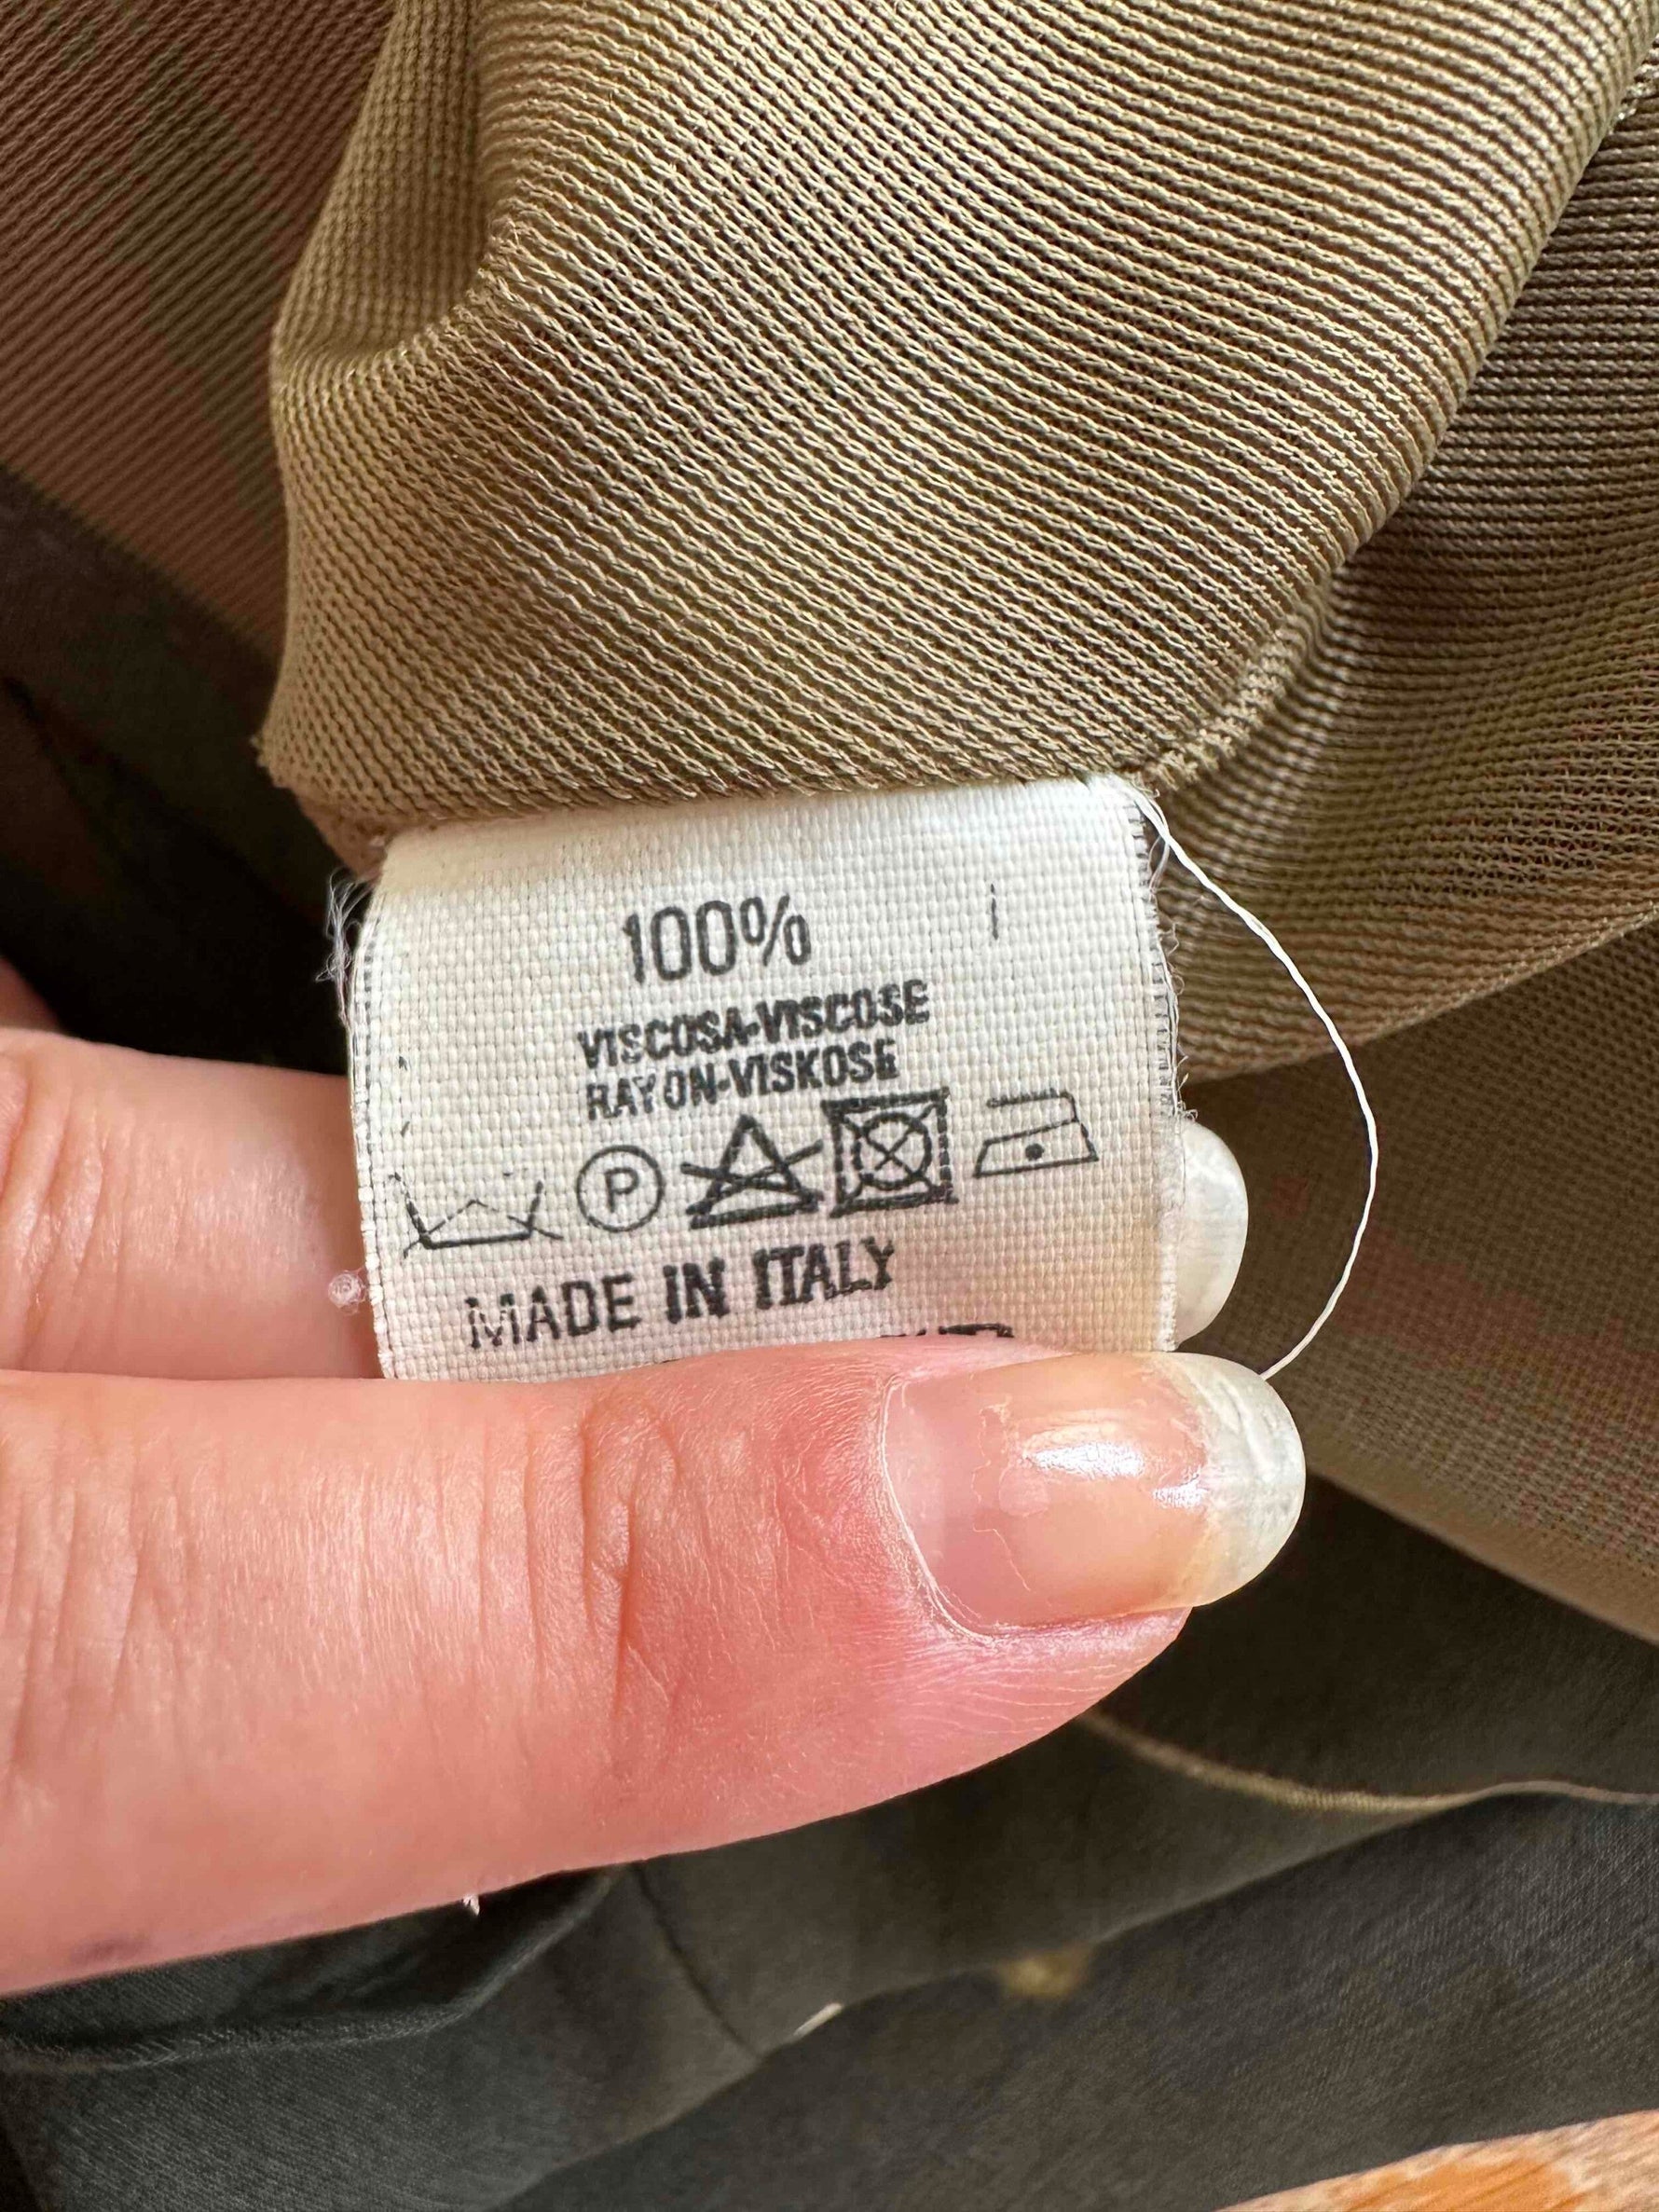 100%
VISCOSA-VISCOSE
RAYON-VISKOSE
P
MADE IN ITALY